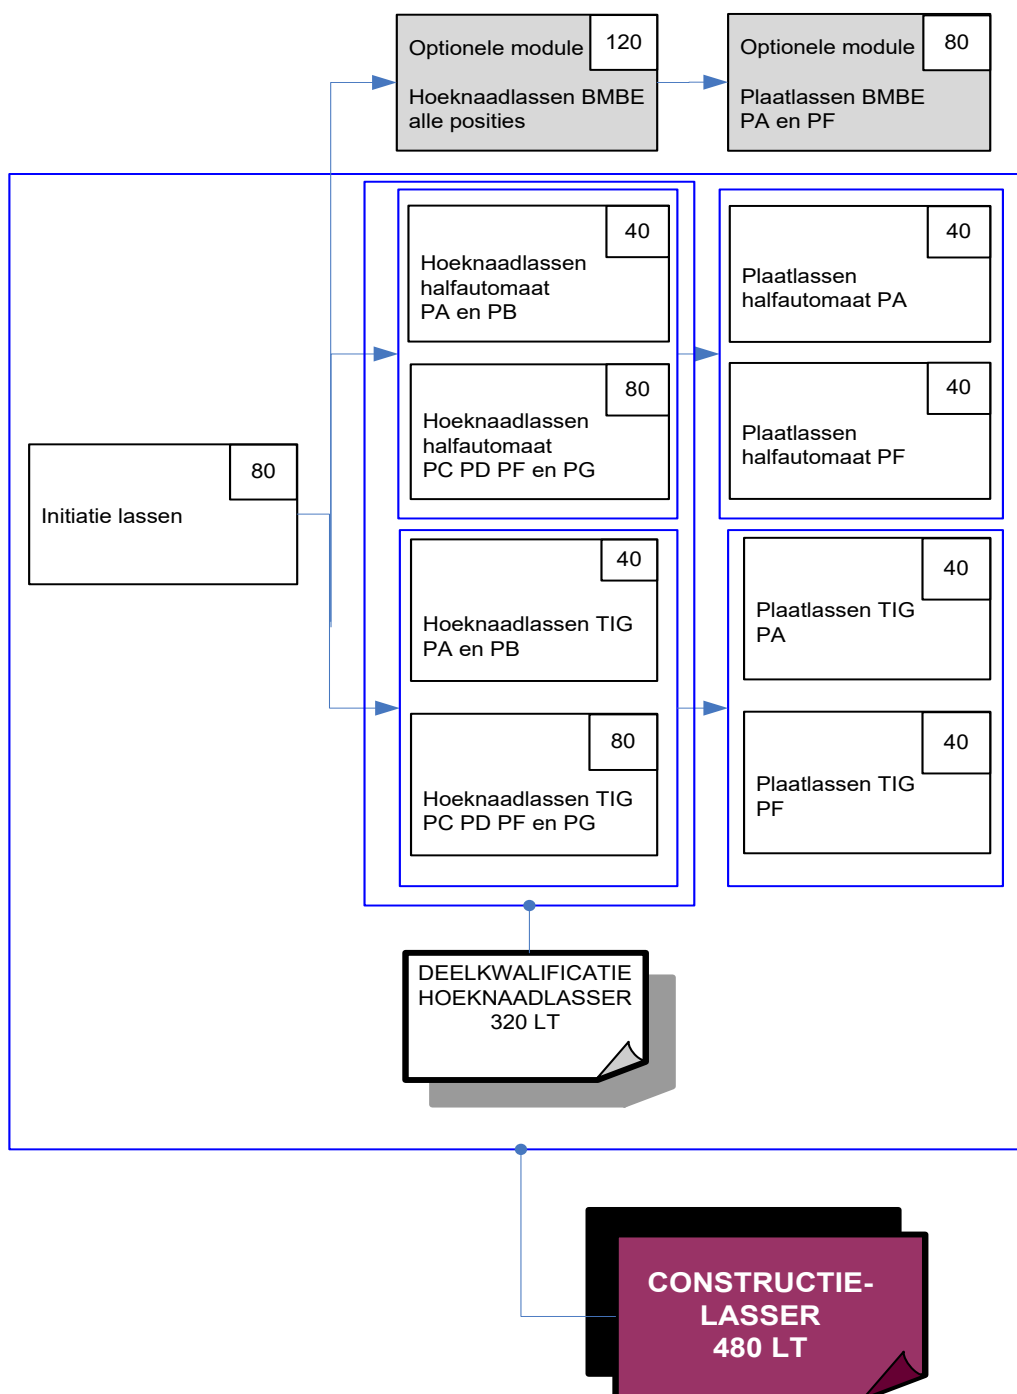 Optionele module 120
Hoeknaadlassen BMBE
alle posities
Optionele module 80
Plaatlassen BMBE
PA en PF
40
Hoeknaadlassen
halfautomaat
PA en PB
40
Plaatlassen
halfautomaat PA
80
Hoeknaadlassen
halfautomaat
PC PD PF en PG
40
Plaatlassen
halfautomaat PF
80
Initiatie lassen
40
Hoeknaadlassen TIG
PA en PB
40
Plaatlassen TIG
PA
80
Hoeknaadlassen TIG
PC PD PF en PG
40
Plaatlassen TIG
PF
DEELKWALIFICATIE
HOEKNAADLASSER
320 LT
CONSTRUCTIE-
LASSER
480 LT